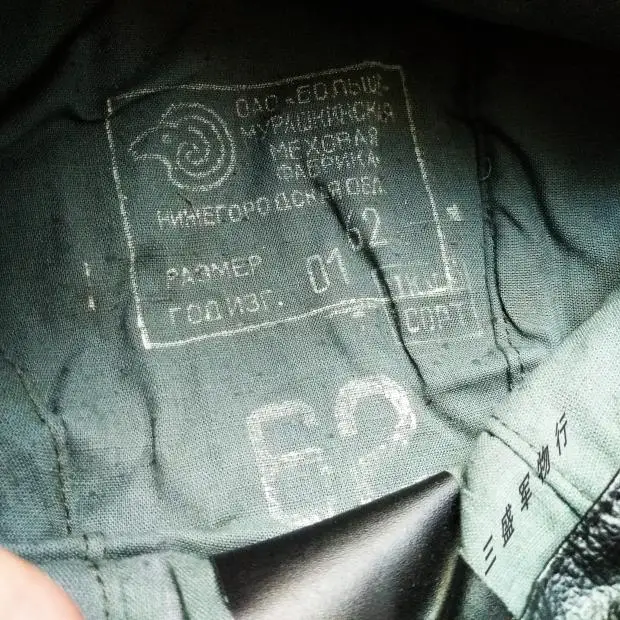 ОАО «БОЛЬШЕ-
МУРАШКИНСКАЯ
МЕХОВАЯ
ФАБРИКА»
НИЖЕГОРОДСКАЯ ОБЛ.
РАЗМЕР 62
ГОД ИЗГ. 01
СОРТ
62
三盛军物行